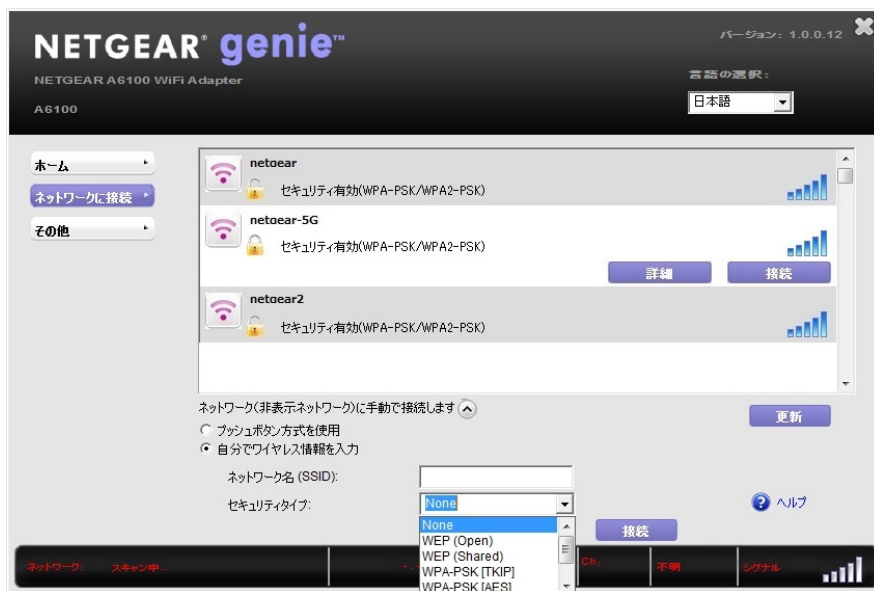 NETGEAR® genie™
バージョン: 1.0.0.12
NETGEAR A6100 WiFi Adapter
言語の選択:
A6100
日本語
ホーム
ネットワークに接続
その他
netgear
セキュリティ有効(WPA-PSK/WPA2-PSK)
netgear-5G
セキュリティ有効(WPA-PSK/WPA2-PSK)
詳細
接続
netgear2
セキュリティ有効(WPA-PSK/WPA2-PSK)
ネットワーク(非表示ネットワーク)に手動で接続します
更新
プッシュボタン方式を使用
自分でワイヤレス情報を入力
ネットワーク名 (SSID):
セキュリティタイプ:
None
ヘルプ
None
WEP (Open)
WEP (Shared)
WPA-PSK [TKIP]
WPA-PSK [AES]
接続
ネットワーク: スキャン中...
Ch:
不明
シグナル